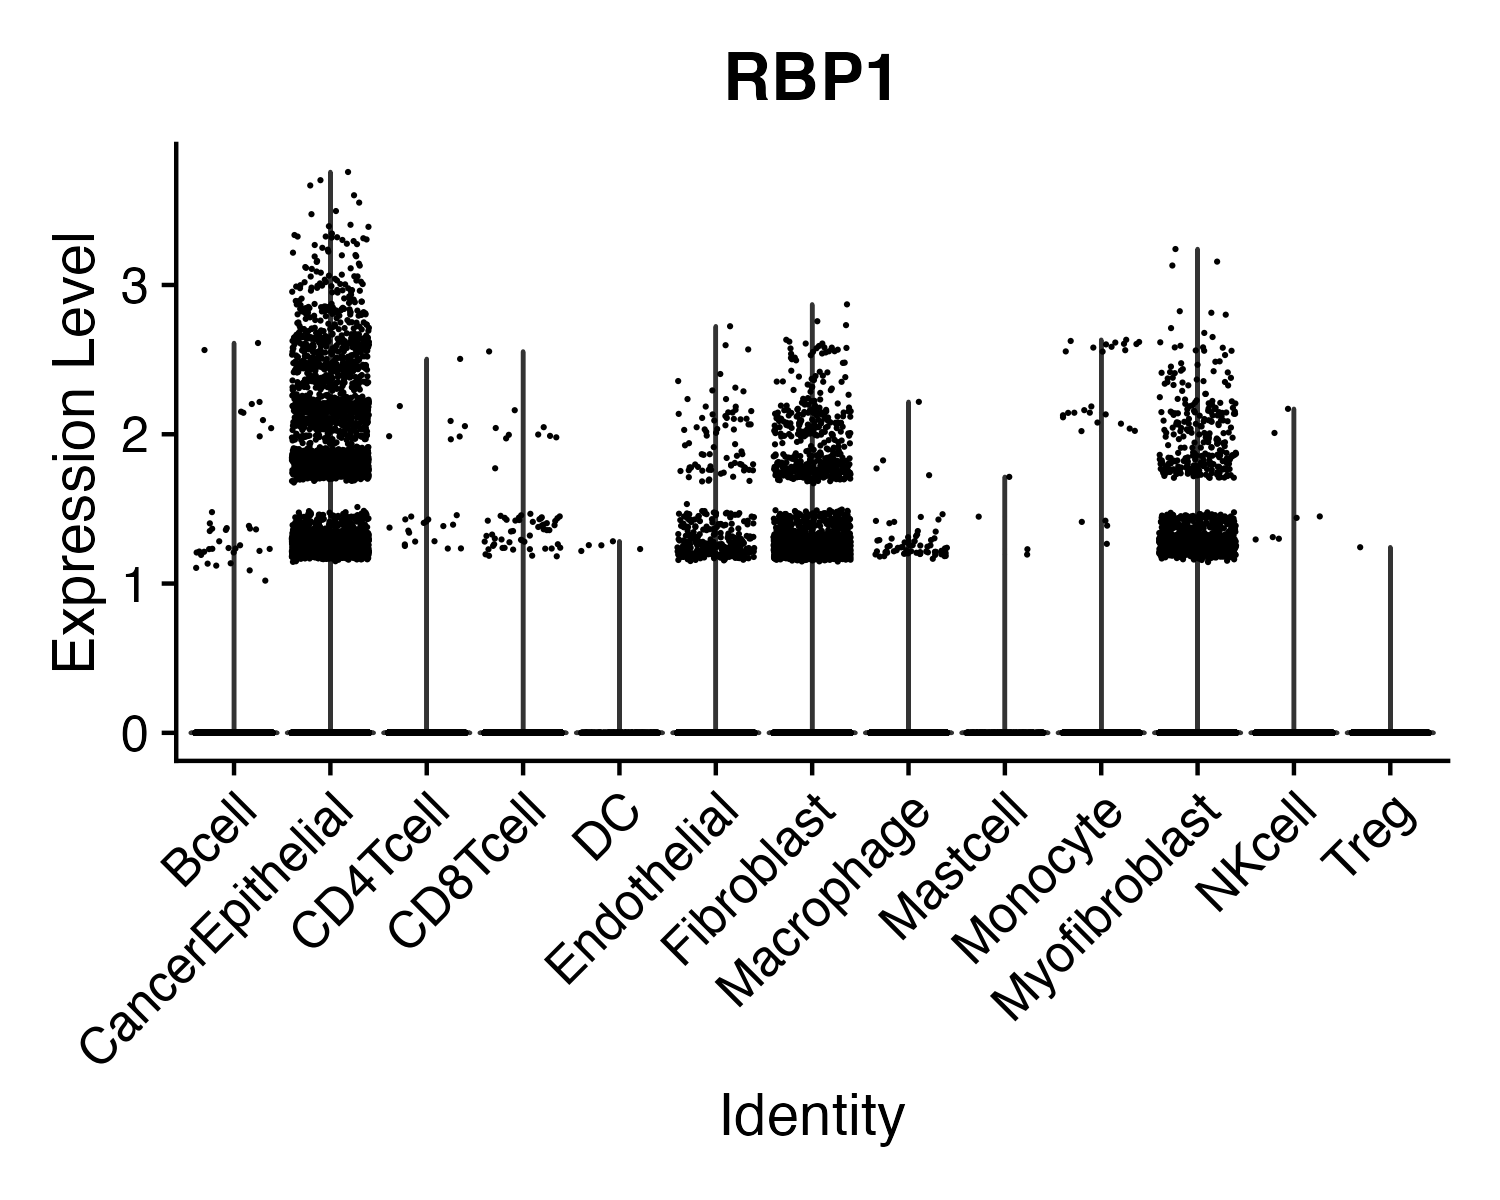 RBP1
Expression Level
3
2
1
0
Bcell
CancerEpithelial
CD4Tcell
CD8Tcell
DC
Endothelial
Fibroblast
Macrophage
Mastcell
Monocyte
Myofibroblast
NKcell
Treg
Identity